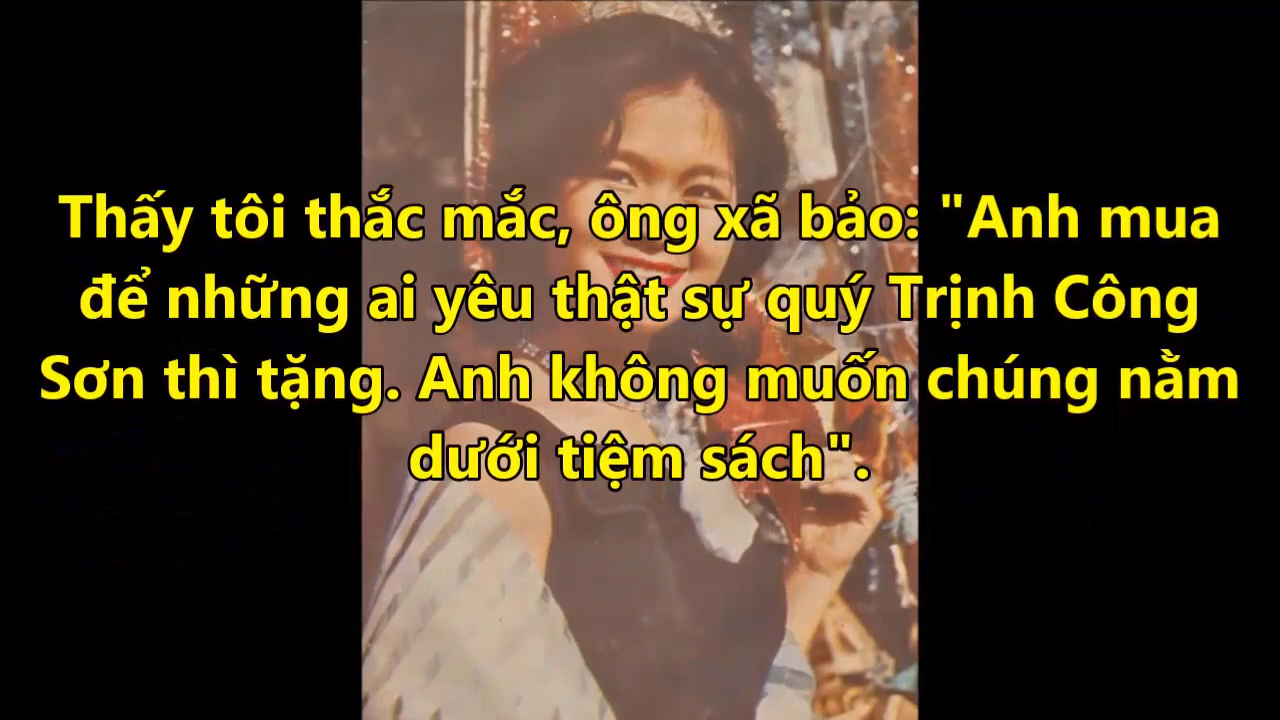 Thấy tôi thắc mắc, ông xã bảo: "Anh mua
để những ai yêu thật sự quý Trịnh Công
Sơn thì tặng. Anh không muốn chúng nằm
dưới tiệm sách".